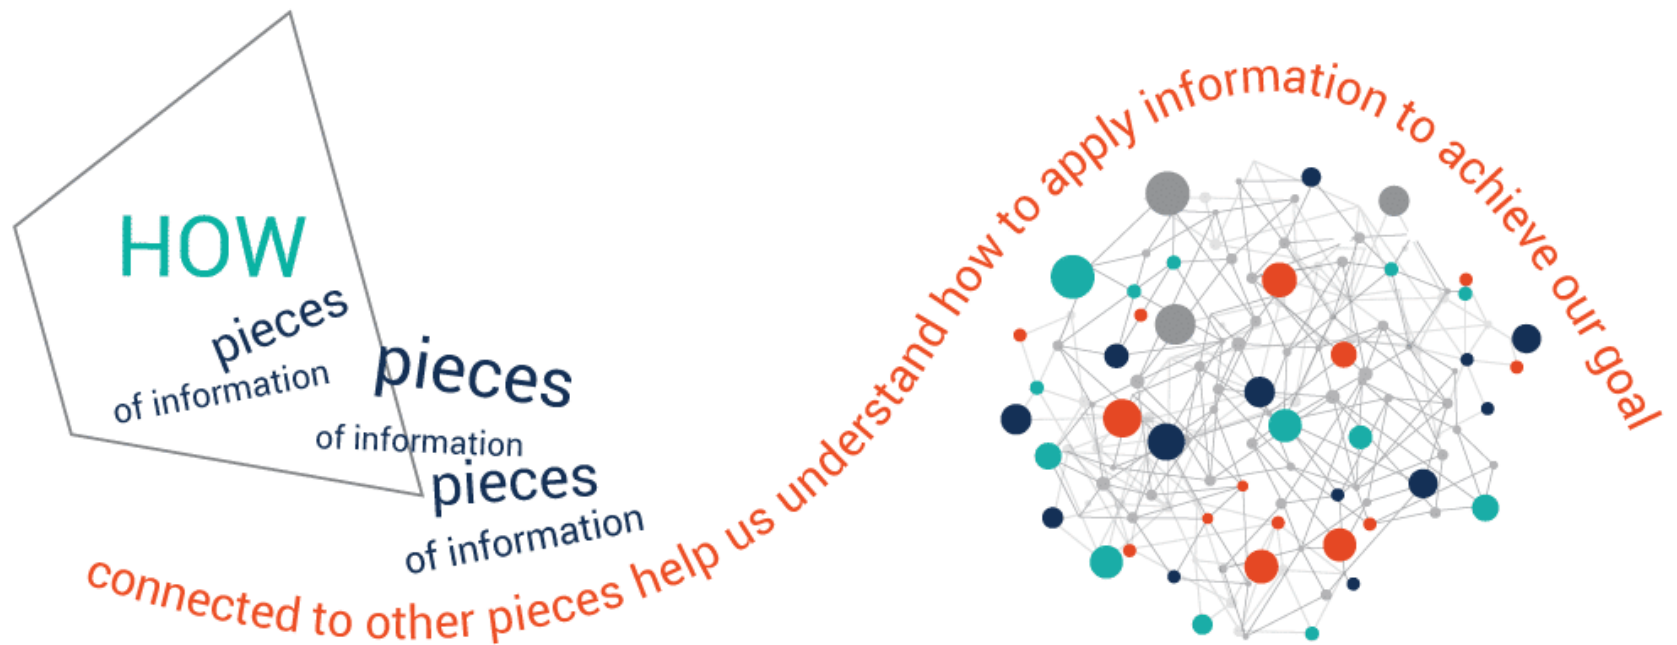 HOW
pieces
of information
pieces
of information
pieces
of information
connected to other pieces help us understand how to apply information to achieve our goal